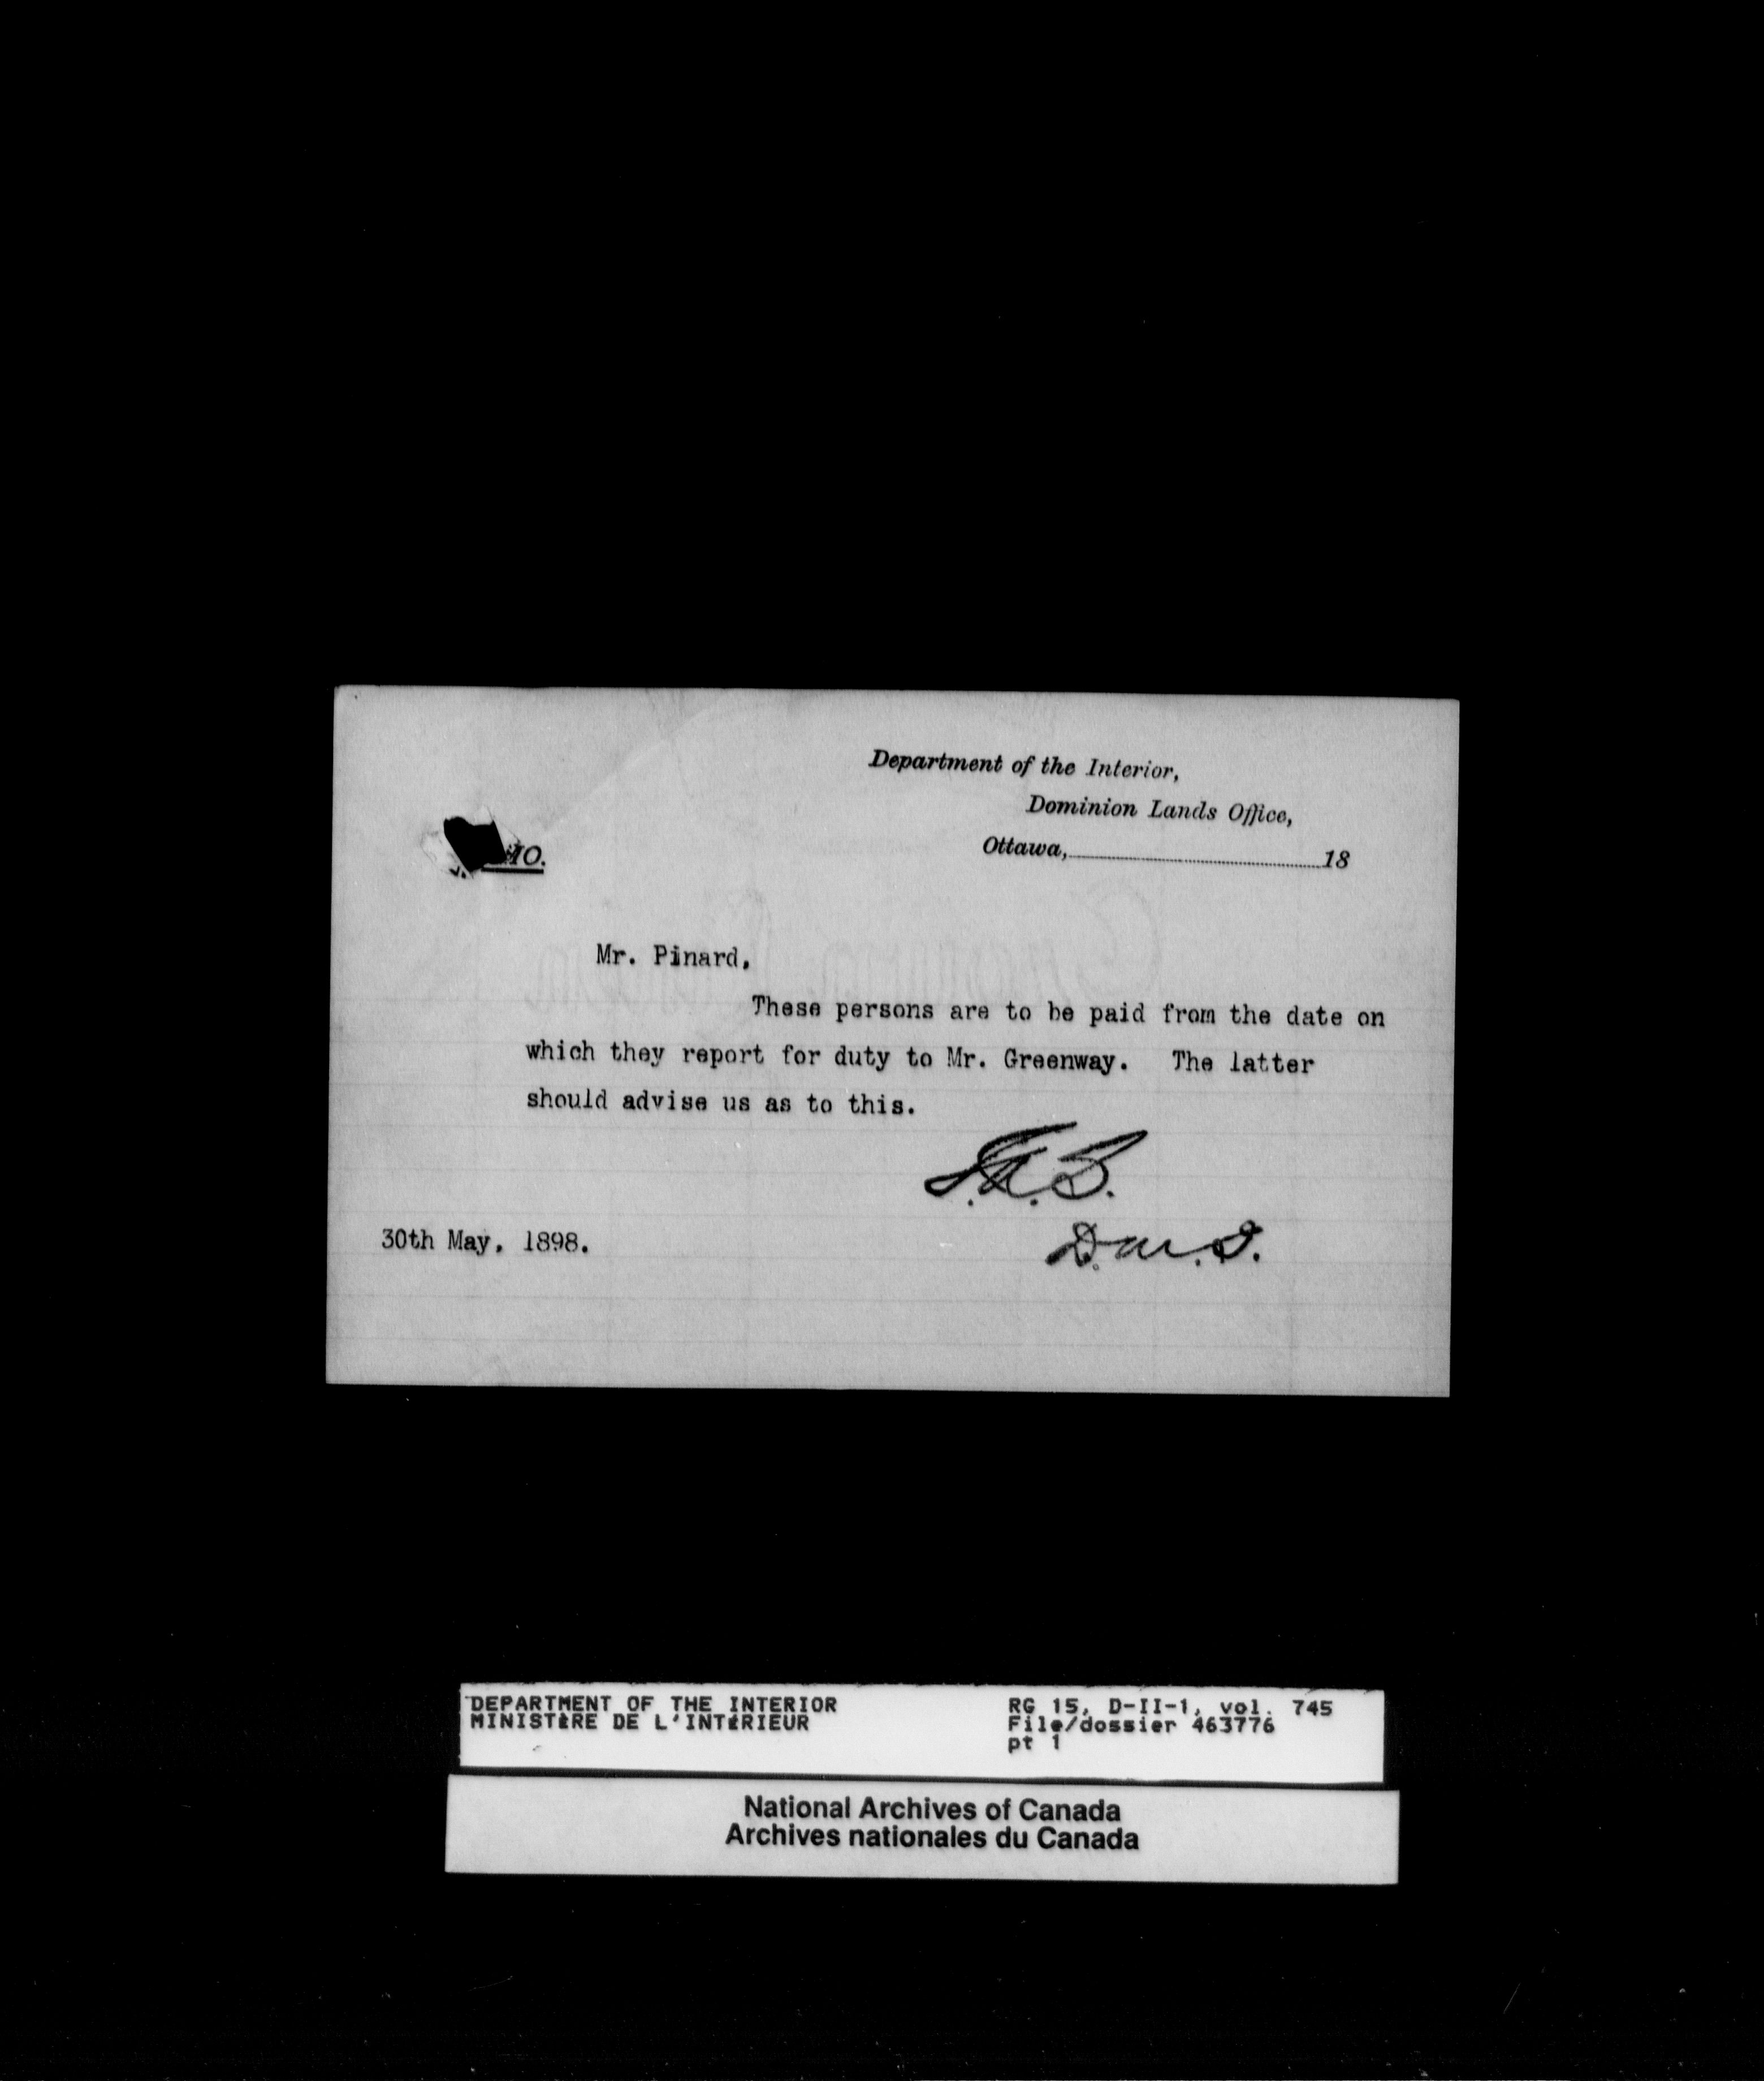 Department of the Interior,
Dominion Lands Office,
Ottawa,..............................18
MO.
Mr. Pinard,
These persons are to be paid from the date on
which they report for duty to Mr. Greenway. The latter
should advise us as to this.
J.A.S.
D.M.I.
30th May, 1898.
DEPARTMENT OF THE INTERIOR
MINISTÈRE DE L'INTÉRIEUR
RG 15, D-II-1, vol. 745
File/dossier 463776
pt 1
National Archives of Canada
Archives nationales du Canada